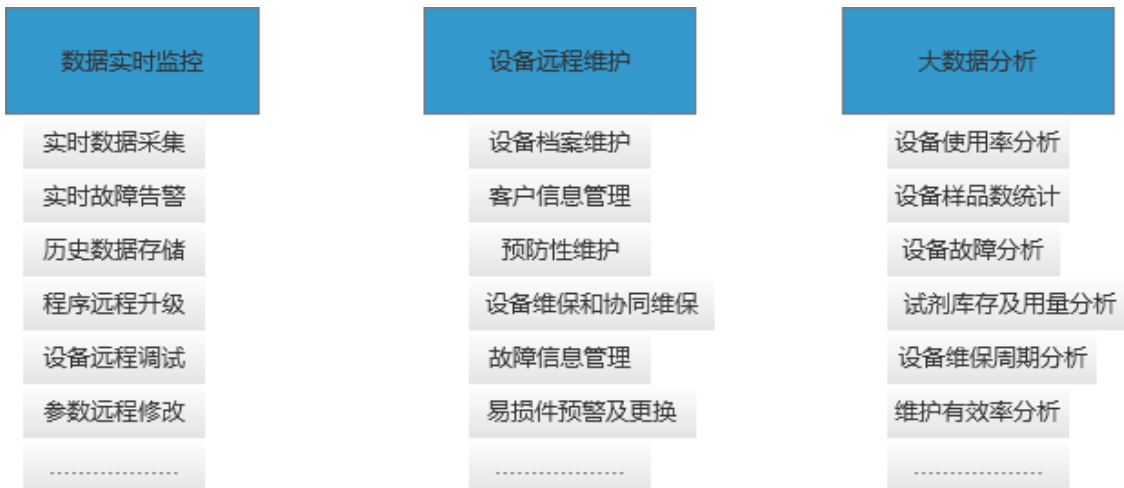 数据实时监控
实时数据采集
实时故障告警
历史数据存储
程序远程升级
设备远程调试
参数远程修改
..................
设备远程维护
设备档案维护
客户信息管理
预防性维护
设备维保和协同维保
故障信息管理
易损件预警及更换
..................
大数据分析
设备使用率分析
设备样品数统计
设备故障分析
试剂库存及用量分析
设备维保周期分析
维护有效率分析
..................